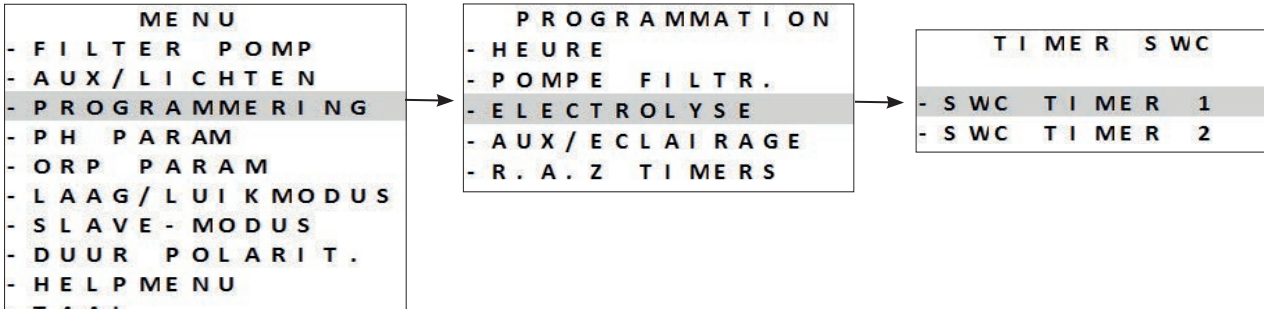 MENU
- FILTER POMP
- AUX/LICHTEN
- PROGRAMMERING
- PH PARAM
- ORP PARAM
- LAAG/LUIKMODUS
- SLAVE-MODUS
- DUUR POLARIT.
- HELPMENU
PROGRAMMATION
- HEURE
- POMPE FILTR.
- ELECTROLYSE
- AUX/ECLAIRAGE
- R.A.Z TIMERS
TIMER SWC
- SWC TIMER 1
- SWC TIMER 2